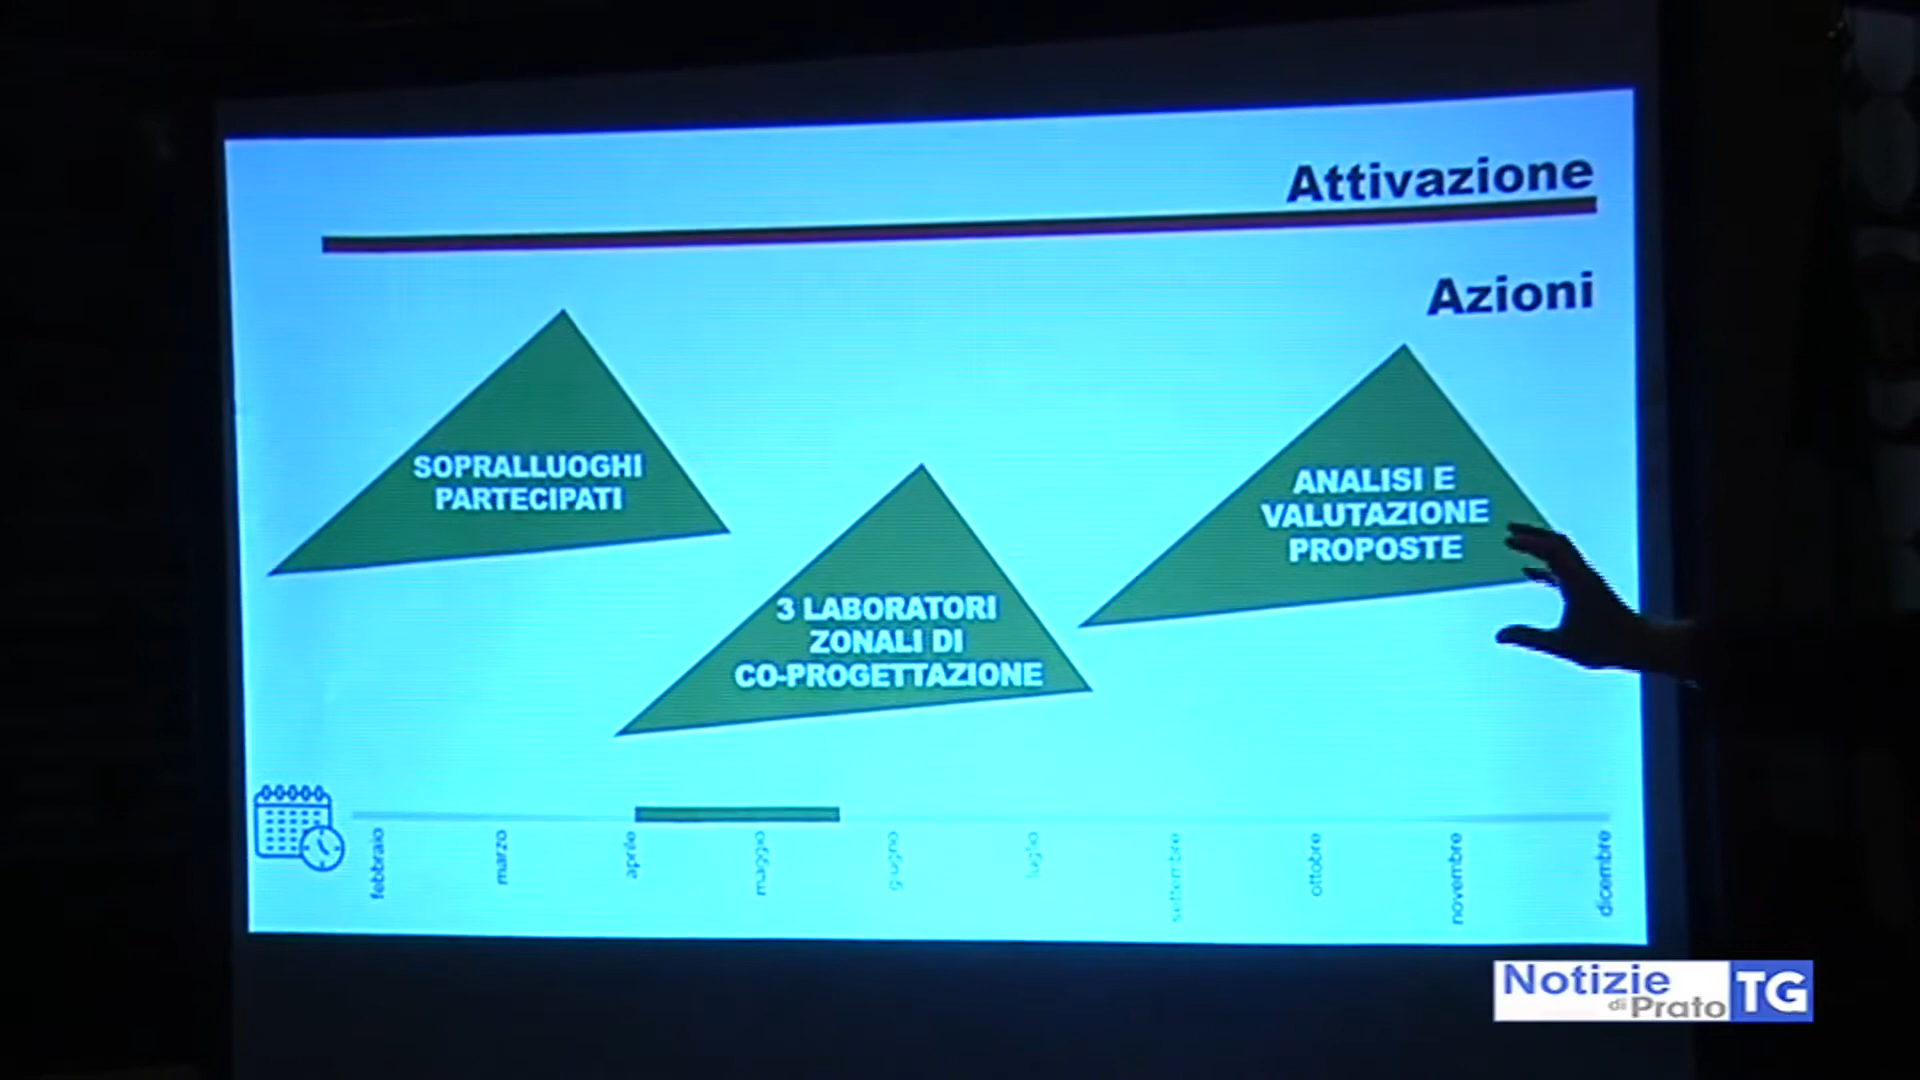 Attivazione
Azioni
SOPRALLUOGHI
PARTECIPATI
3 LABORATORI
ZONALI DI
CO-PROGETTAZIONE
ANALISI E
VALUTAZIONE
PROPOSTE
febbraio
marzo
aprile
maggio
giugno
luglio
settembre
ottobre
novembre
dicembre
Notizie
di Prato
TG